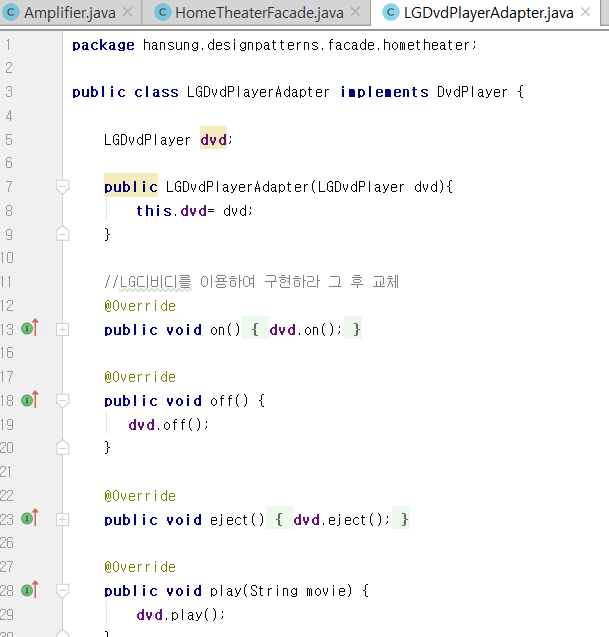 Amplifier.java × HomeTheaterFacade.java × LGDvdPlayerAdapter.java ×
1 package hansung.designpatterns.facade.hometheater;
2
3 public class LGDvdPlayerAdapter implements DvdPlayer {
4
5 LGDvdPlayer dvd;
6
7 public LGDvdPlayerAdapter(LGDvdPlayer dvd){
8 this.dvd= dvd;
9 }
10
11 //LG디비디를 이용하여 구현하라 그 후 교체
12 @Override
13 public void on() { dvd.on(); }
16
17 @Override
18 public void off() {
19 dvd.off();
20 }
21
22 @Override
23 public void eject() { dvd.eject(); }
26
27 @Override
28 public void play(String movie) {
29 dvd.play();
}